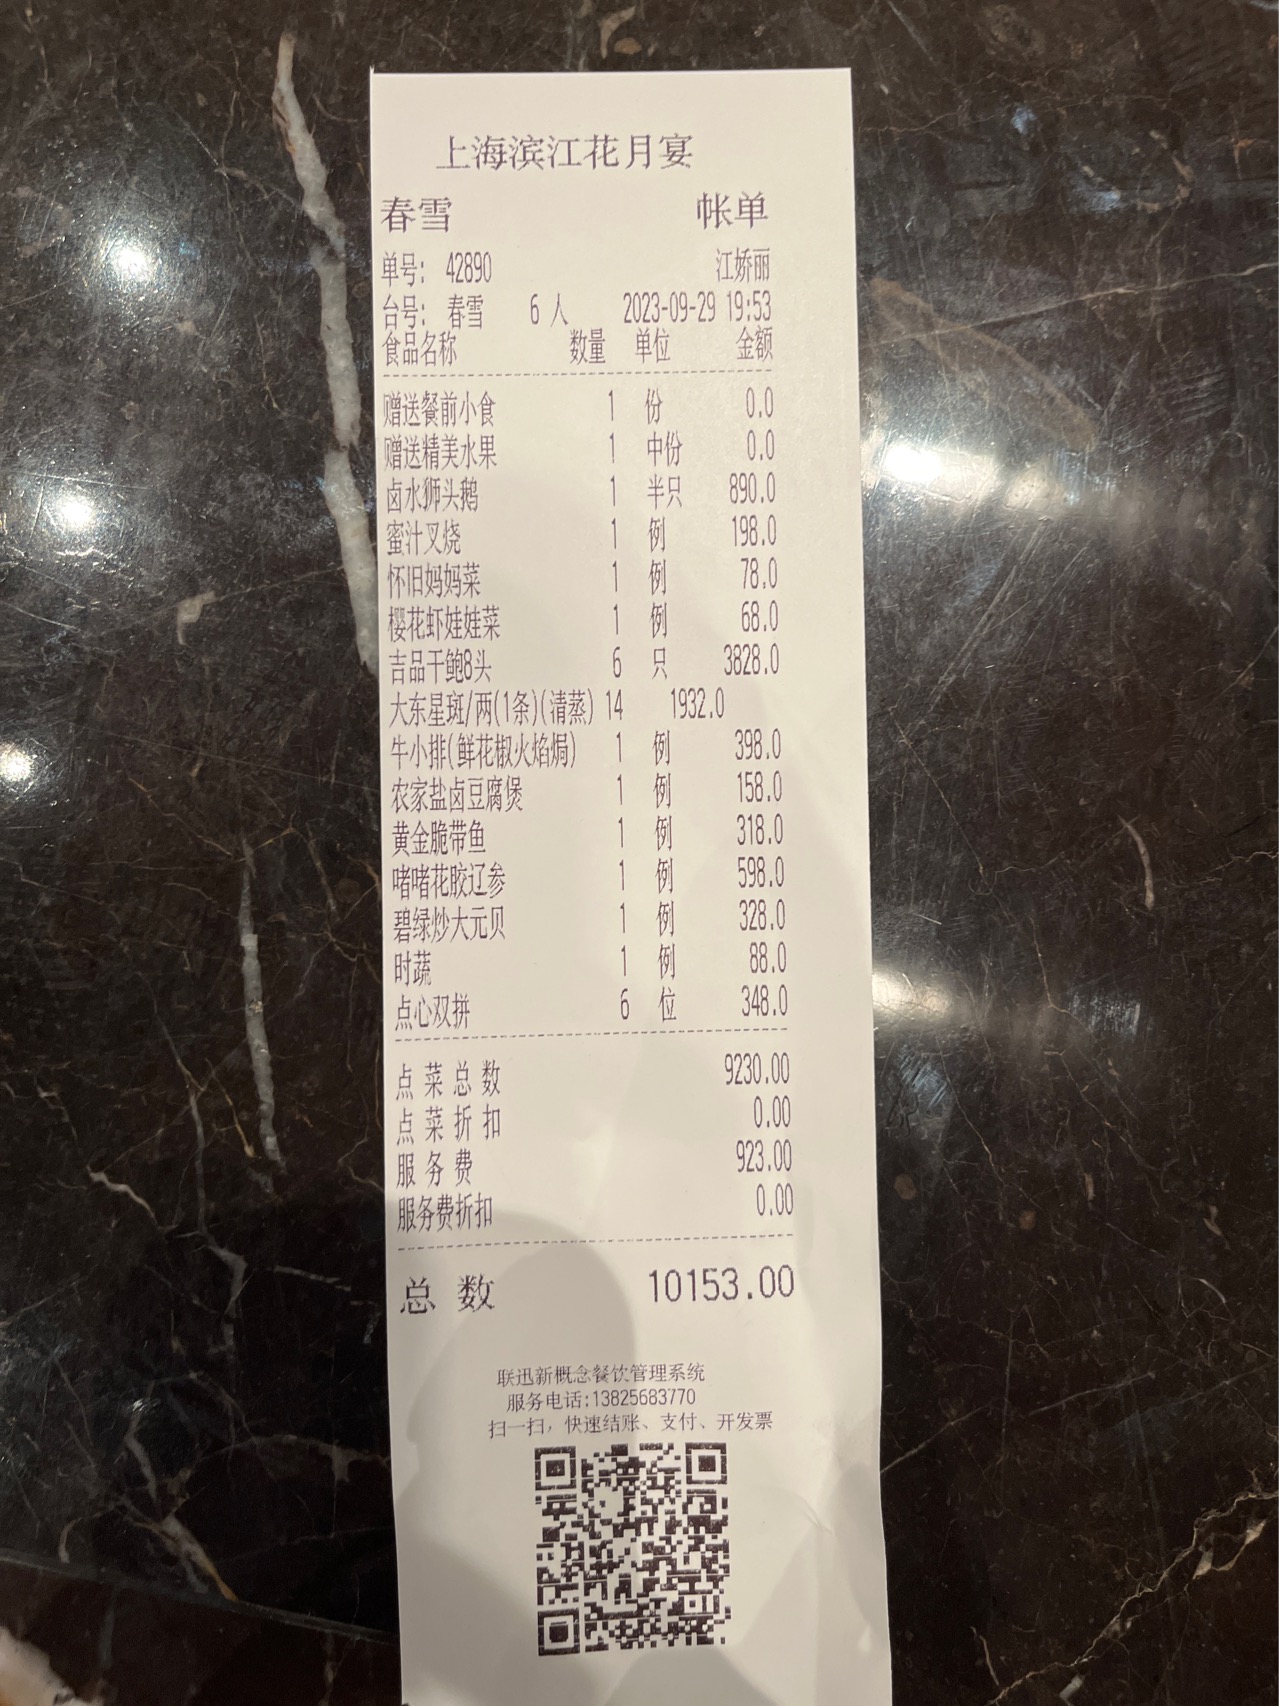 上海滨江花月宴
春雪 帐单
单号: 42890 江娇丽
台号: 春雪 6 人 2023-09-29 19:53
食品名称 数量 单位 金额
赠送餐前小食 1 份 0.0
赠送精美水果 1 中份 0.0
卤水狮头鹅 1 半只 890.0
蜜汁叉烧 1 例 198.0
怀旧妈妈菜 1 例 78.0
樱花虾娃娃菜 1 例 68.0
吉品干鲍8头 6 只 3828.0
大东星斑/两(1条)(清蒸) 14 1932.0
牛小排(鲜花椒火焰焗) 1 例 398.0
农家盐卤豆腐煲 1 例 158.0
黄金脆带鱼 1 例 318.0
啫啫花胶辽参 1 例 598.0
碧绿炒大元贝 1 例 328.0
时蔬 1 例 88.0
点心双拼 6 位 348.0
点菜总数 9230.00
点菜折扣 0.00
服务费 923.00
服务费折扣 0.00
总数 10153.00
联迅新概念餐饮管理系统
服务电话:13825683770
扫一扫，快速结账、支付、开发票